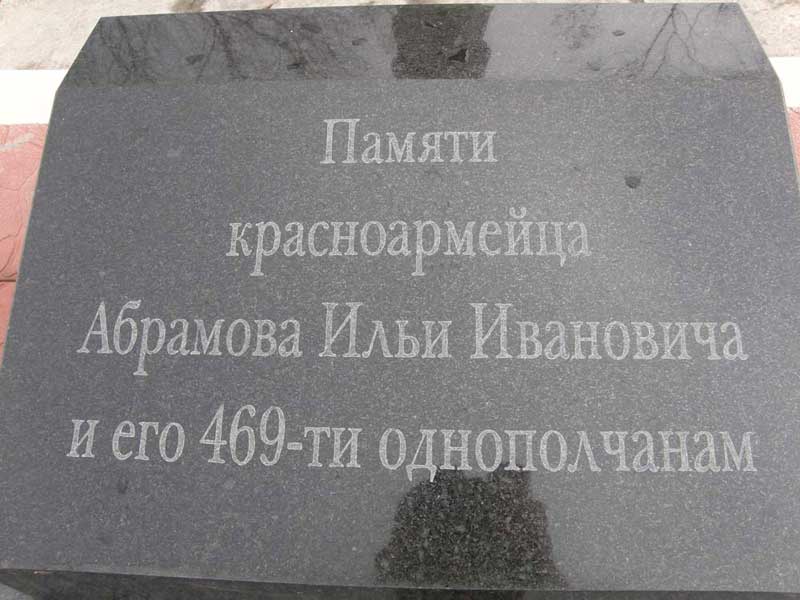 Памяти
красноармейца
Абрамова Ильи Ивановича
и его 469-ти однополчанам